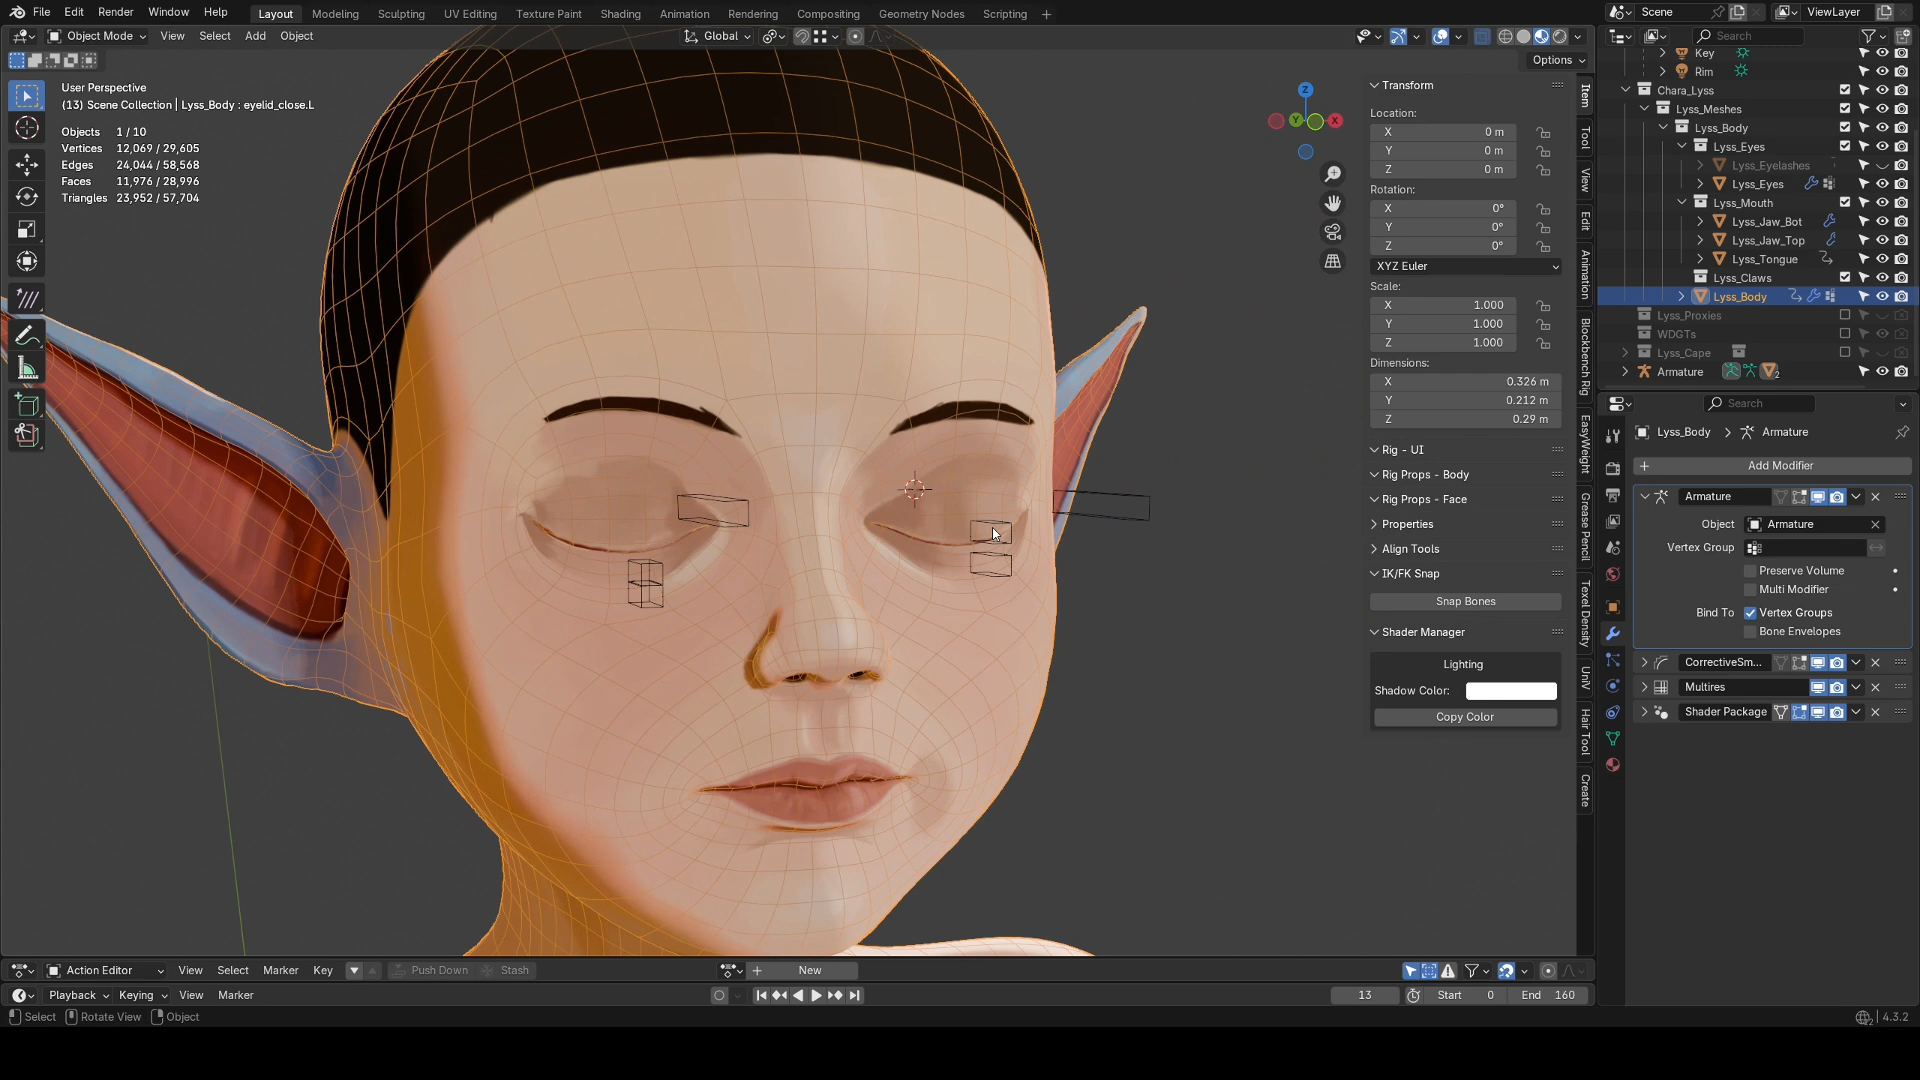 File Edit Render Window Help Layout Modeling Sculpting UV Editing Texture Paint Shading Animation Rendering Compositing Geometry Nodes Scripting + Scene ViewLayer
Object Mode View Select Add Object Global Search
Options
User Perspective
(13) Scene Collection | Lyss_Body : eyelid_close.L
Objects 1 / 10
Vertices 12,069 / 29,605
Edges 24,044 / 58,568
Faces 11,976 / 28,996
Triangles 23,952 / 57,704
Z
Y
X
Transform
Location:
X 0 m
Y 0 m
Z 0 m
Rotation:
X 0°
Y 0°
Z 0°
XYZ Euler
Scale:
X 1.000
Y 1.000
Z 1.000
Dimensions:
X 0.326 m
Y 0.212 m
Z 0.29 m
Rig - UI
Rig Props - Body
Rig Props - Face
Properties
Align Tools
IK/FK Snap
Snap Bones
Shader Manager
Lighting
Shadow Color:
Copy Color
Item
Tool
View
Edit
Animation
Blockbench Rig
EasyWeight
Grease Pencil
Texel Density
UniV
Hair Tool
Create
Key
Rim
Chara_Lyss
Lyss_Meshes
Lyss_Body
Lyss_Eyes
Lyss_Eyelashes
Lyss_Eyes
Lyss_Mouth
Lyss_Jaw_Bot
Lyss_Jaw_Top
Lyss_Tongue
Lyss_Claws
Lyss_Body
Lyss_Proxies
WDGTs
Lyss_Cape
Armature 2
Search
Lyss_Body > Armature
+ Add Modifier
Armature
Object Armature
Vertex Group
Preserve Volume
Multi Modifier
Bind To Vertex Groups
Bone Envelopes
CorrectiveSm...
Multires
Shader Package
Action Editor View Select Marker Key Push Down Stash + New
Playback Keying View Marker 13 Start 0 End 160
Select Rotate View Object 4.3.2